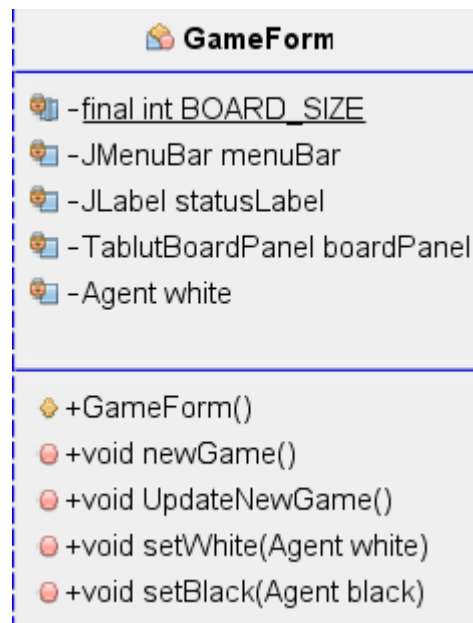 GameForm
-final int BOARD_SIZE
-JMenuBar menuBar
-JLabel statusLabel
-TablutBoardPanel boardPanel
-Agent white
+GameForm()
+void newGame()
+void UpdateNewGame()
+void setWhite(Agent white)
+void setBlack(Agent black)